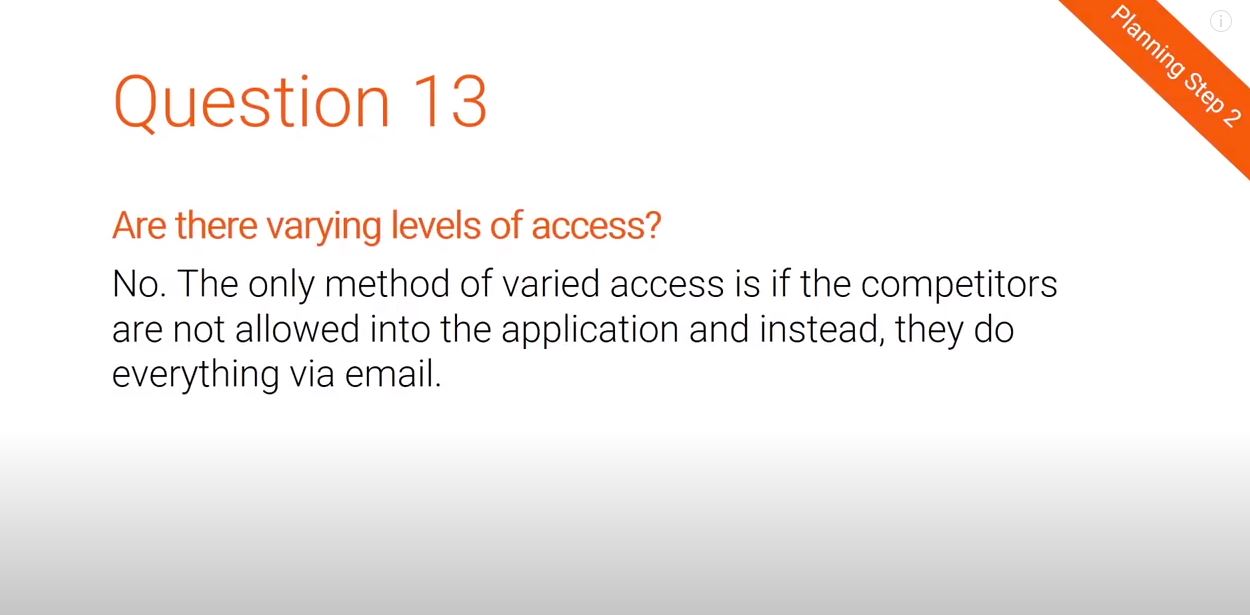 Planning Step 2
Question 13
Are there varying levels of access?
No. The only method of varied access is if the competitors
are not allowed into the application and instead, they do
everything via email.